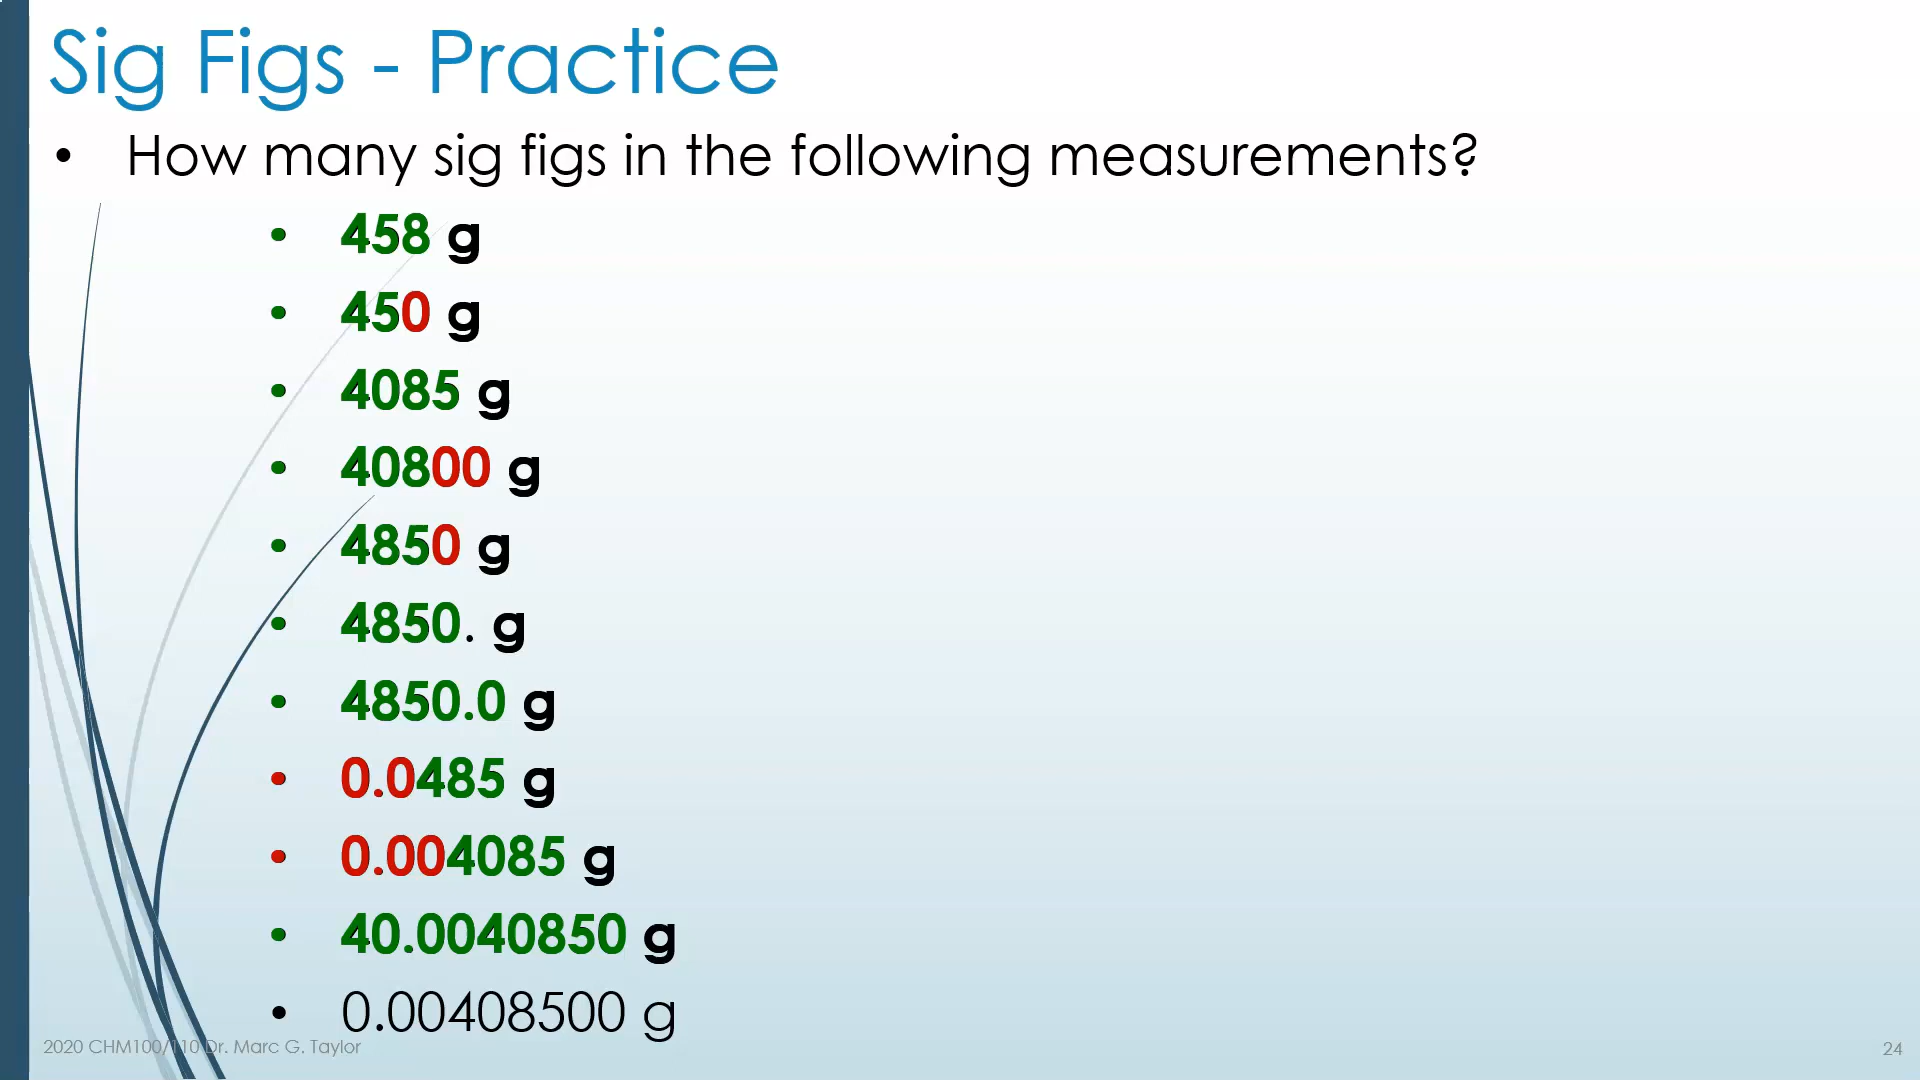 Sig Figs - Practice
• How many sig figs in the following measurements?
• 458 g
• 450 g
• 4085 g
• 40800 g
• 4850 g
• 4850. g
• 4850.0 g
• 0.0485 g
• 0.004085 g
• 40.0040850 g
• 0.00408500 g
2020 CHM100/110 Dr. Marc G. Taylor
24